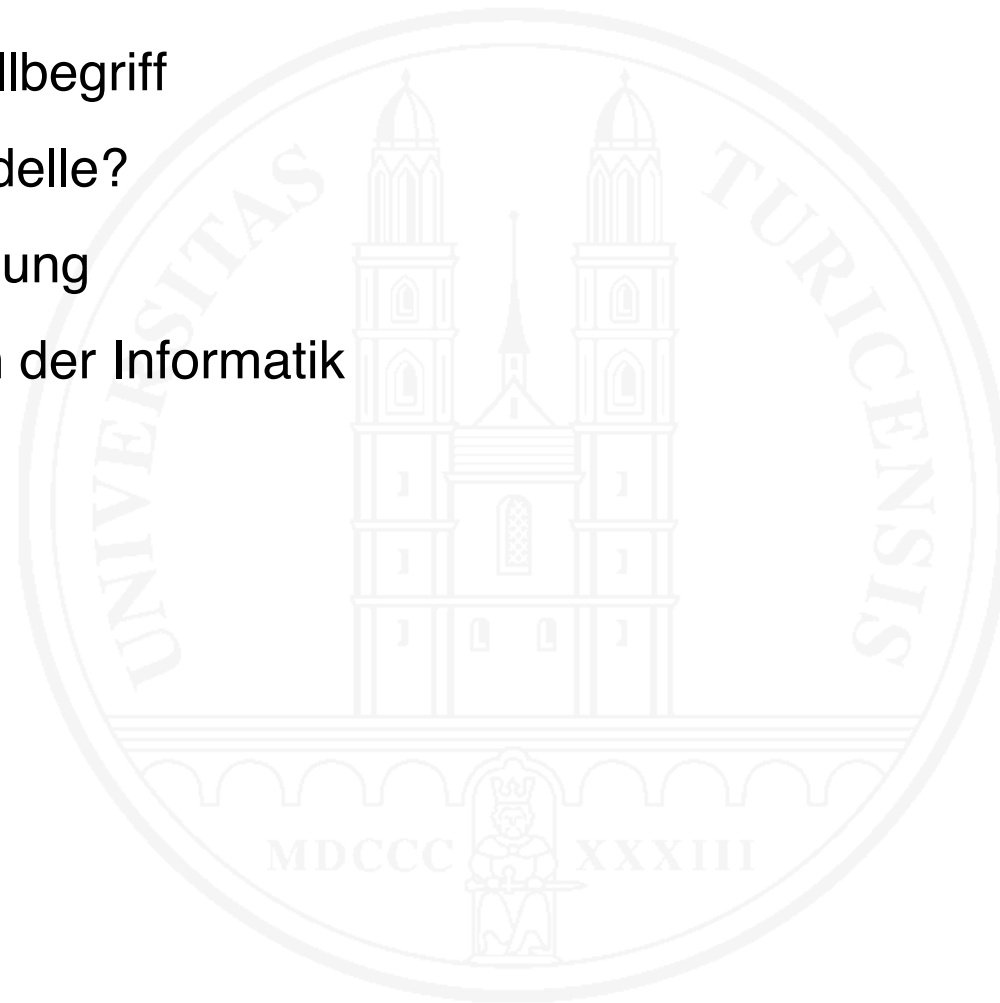 llbegriff
delle?
ung
der Informatik
UNIVERSITAS TURICENSIS
MDCCC XXXIII